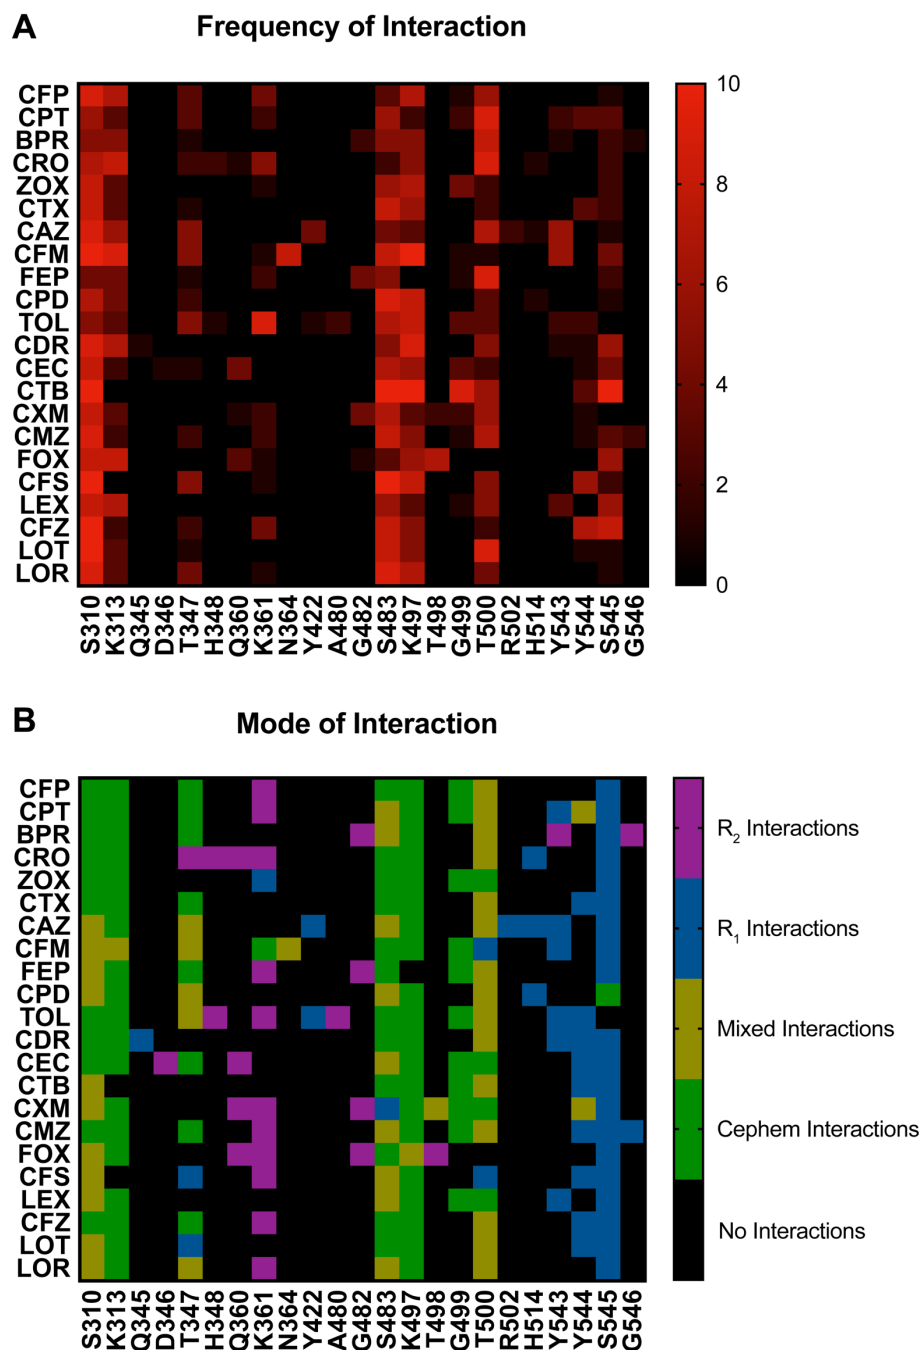 A
Frequency of Interaction
CFP
CPT
BPR
CRO
ZOX
CTX
CAZ
CFM
FEP
CPD
TOL
CDR
CEC
CTB
CXM
CMZ
FOX
CFS
LEX
CFZ
LOT
LOR
10
8
6
4
2
0
S310 K313 Q345 D346 T347 H348 Q360 K361 N364 Y422 A480 G482 S483 K497 T498 G499 T500 R502 H514 Y543 Y544 S545 G546
B
Mode of Interaction
CFP
CPT
BPR
CRO
ZOX
CTX
CAZ
CFM
FEP
CPD
TOL
CDR
CEC
CTB
CXM
CMZ
FOX
CFS
LEX
CFZ
LOT
LOR
R2 Interactions
R1 Interactions
Mixed Interactions
Cephem Interactions
No Interactions
S310 K313 Q345 D346 T347 H348 Q360 K361 N364 Y422 A480 G482 S483 K497 T498 G499 T500 R502 H514 Y543 Y544 S545 G546